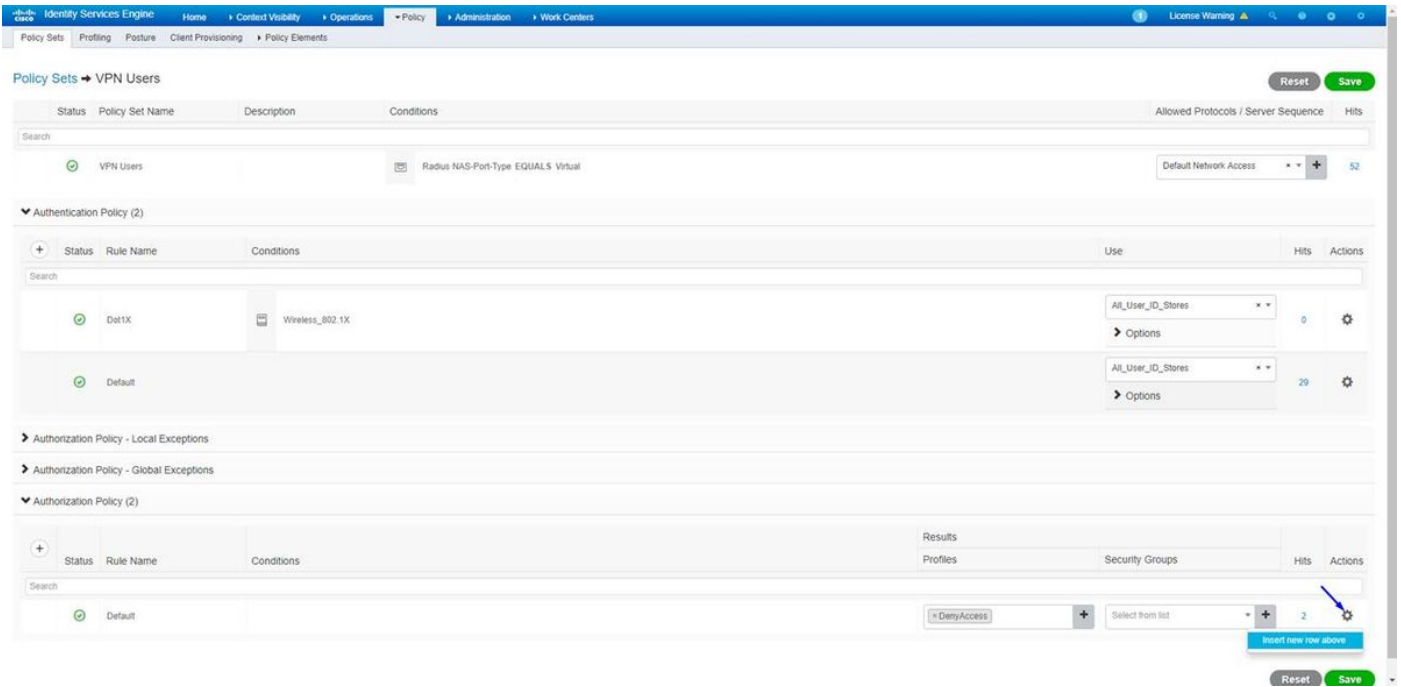 cisco Identity Services Engine Home Context Visibility Operations Policy Administration Work Centers 1 License Warning
Policy Sets Profiling Posture Client Provisioning Policy Elements
Policy Sets → VPN Users
Reset Save
Status Policy Set Name Description Conditions Allowed Protocols / Server Sequence Hits
Search
VPN Users Radius·NAS-Port-Type EQUALS Virtual Default Network Access × + 52
Authentication Policy (2)
+ Status Rule Name Conditions Use Hits Actions
Search
Dot1X Wireless_802.1X All_User_ID_Stores × 0
Options
Default All_User_ID_Stores × 29
Options
Authorization Policy - Local Exceptions
Authorization Policy - Global Exceptions
Authorization Policy (2)
Results
+ Status Rule Name Conditions Profiles Security Groups Hits Actions
Search
Default × DenyAccess + Select from list + 2
Insert new row above
Reset Save